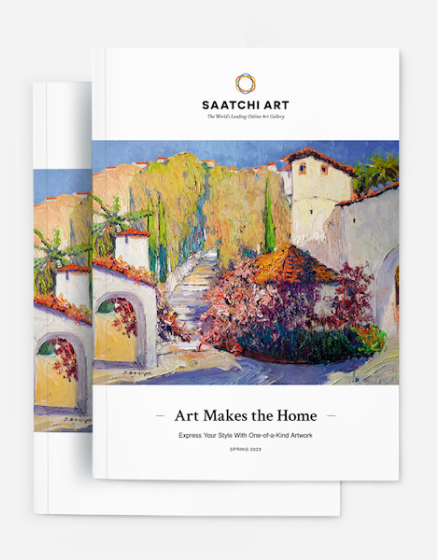 SAATCHI ART
The World's Leading Online Art Gallery
Art Makes the Home
Express Your Style With One-of-a-Kind Artwork
SPRING 2020